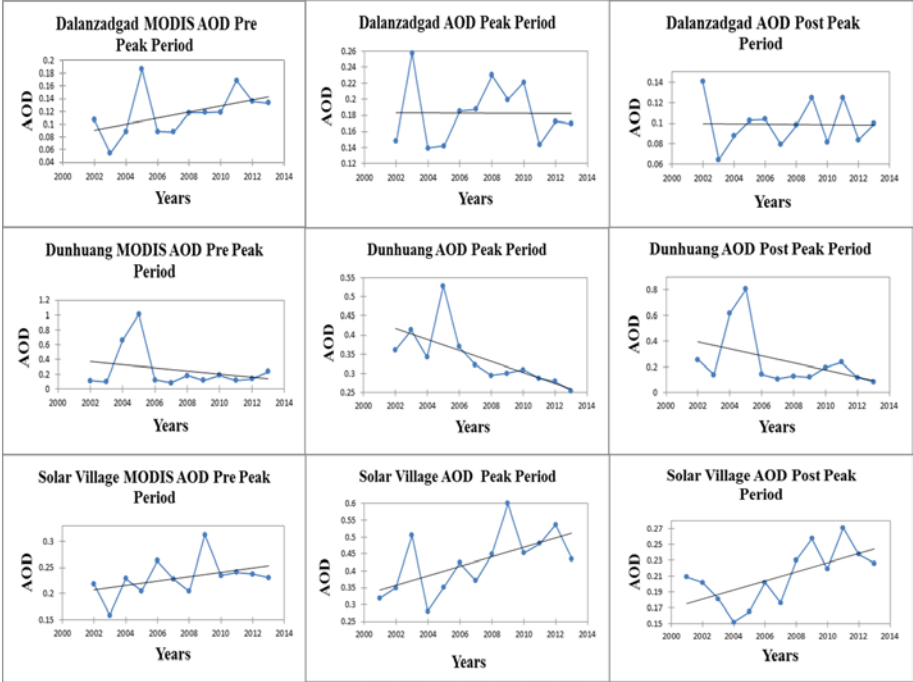 Dalanzadgad MODIS AOD Pre
Peak Period
AOD
0.2
0.18
0.16
0.14
0.12
0.1
0.08
0.06
0.04
2000 2002 2004 2006 2008 2010 2012 2014
Years
Dalanzadgad AOD Peak Period
AOD
0.26
0.24
0.22
0.2
0.18
0.16
0.14
0.12
2000 2002 2004 2006 2008 2010 2012 2014
Years
Dalanzadgad AOD Post Peak
Period
AOD
0.14
0.12
0.1
0.08
0.06
2000 2002 2004 2006 2008 2010 2012 2014
Years
Dunhuang MODIS AOD Pre Peak
Period
AOD
1.2
1
0.8
0.6
0.4
0.2
0
2000 2002 2004 2006 2008 2010 2012 2014
Years
Dunhuang AOD Peak Period
AOD
0.55
0.5
0.45
0.4
0.35
0.3
0.25
2000 2002 2004 2006 2008 2010 2012 2014
Years
Dunhuang AOD Post Peak Period
AOD
0.8
0.6
0.4
0.2
0
2000 2002 2004 2006 2008 2010 2012 2014
Years
Solar Village MODIS AOD Pre Peak
Period
AOD
0.3
0.25
0.2
0.15
2000 2002 2004 2006 2008 2010 2012 2014
Years
Solar Village AOD Peak Period
AOD
0.6
0.55
0.5
0.45
0.4
0.35
0.3
0.25
2000 2002 2004 2006 2008 2010 2012 2014
Years
Solar Village AOD Post Peak
Period
AOD
0.27
0.25
0.23
0.21
0.19
0.17
0.15
2000 2002 2004 2006 2008 2010 2012 2014
Years